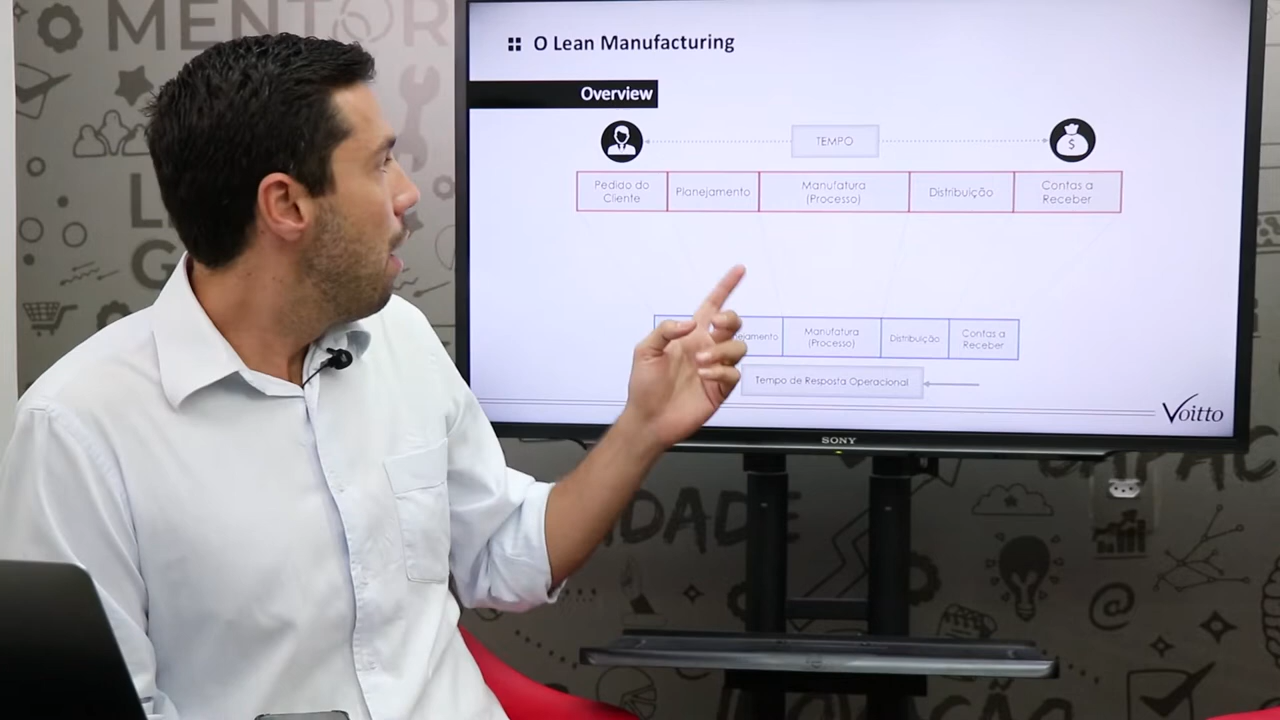 MENTOR
O Lean Manufacturing
Overview
TEMPO
$
Pedido do
Cliente
Planejamento
Manufatura
(Processo)
Distribuição
Contas a
Receber
Manufatura
(Processo)
Distribuição
Contas a
Receber
Tempo de Resposta Operacional
Voitto
SONY